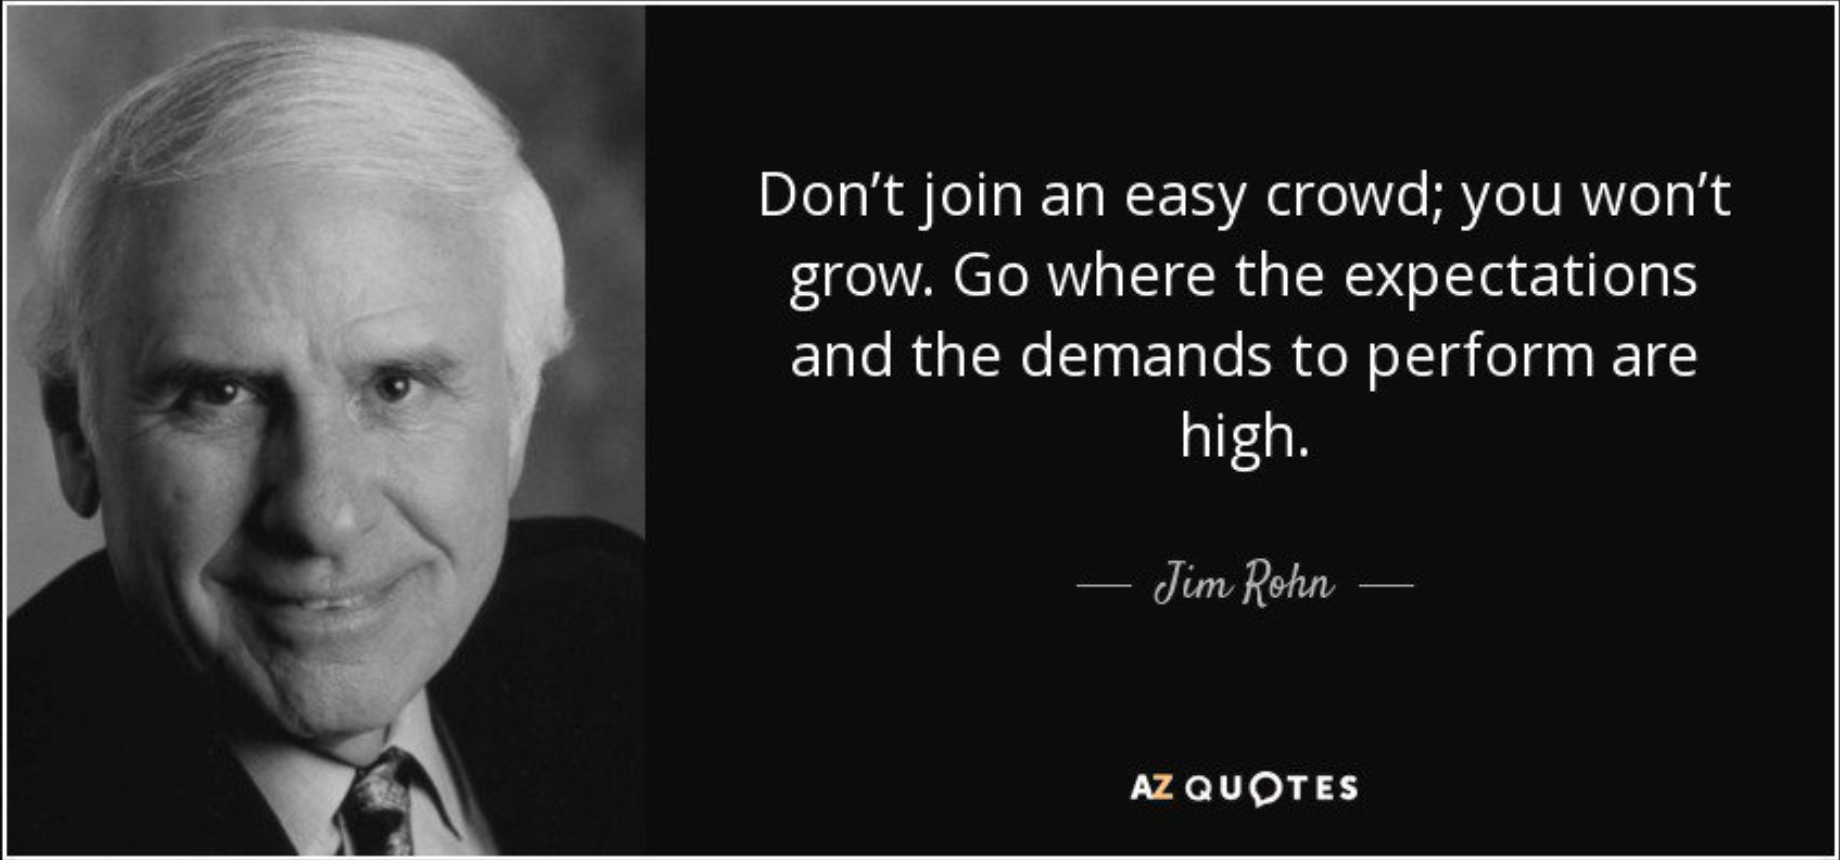 Don’t join an easy crowd; you won’t
grow. Go where the expectations
and the demands to perform are
high.
Jim Rohn
AZ QUOTES